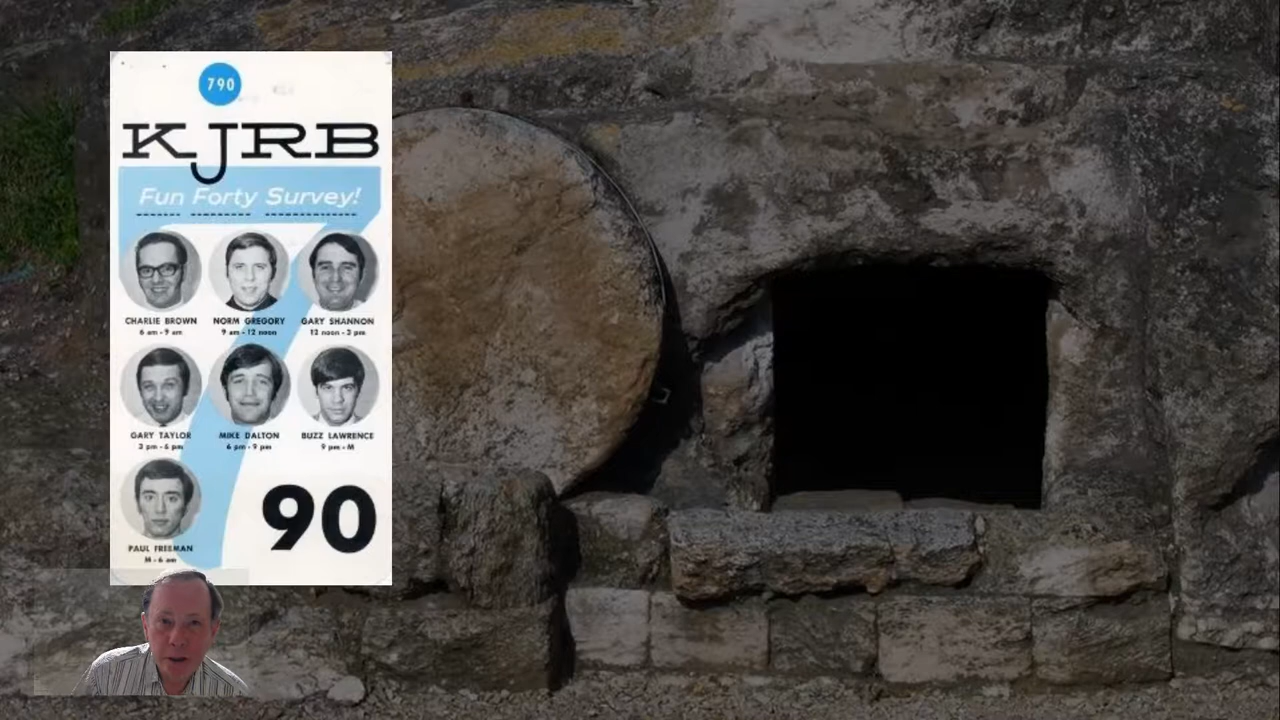 790
KJRB
Fun Forty Survey!
CHARLIE BROWN NORM GREGORY GARY SHANNON
6 am - 9 am 9 am - 12 noon 12 noon - 3 pm
GARY TAYLOR MIKE DALTON BUZZ LAWRENCE
3 pm - 6 pm 6 pm - 9 pm 9 pm - M
PAUL FREEMAN
M - 6 am
90